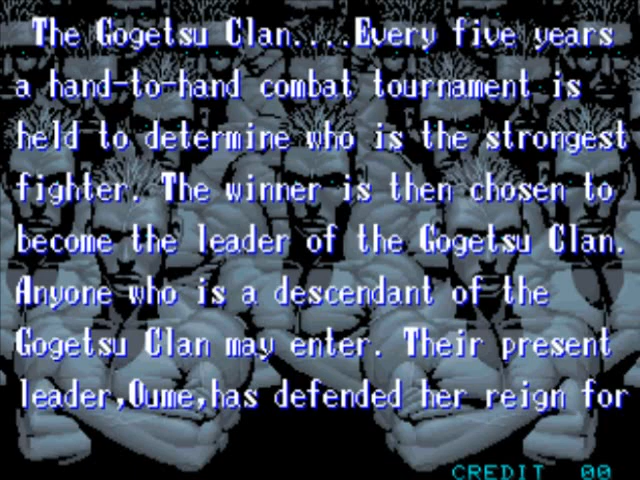 The Gogetsu Clan....Every five years
a hand-to-hand combat tournament is
held to determine who is the strongest
fighter. The winner is then chosen to
become the leader of the Gogetsu Clan.
Anyone who is a descendant of the
Gogetsu Clan may enter. Their present
leader,Oume,has defended her reign for
CREDIT 00